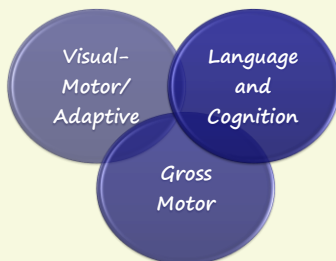 Visual-
Motor/
Adaptive
Language
and
Cognition
Gross
Motor